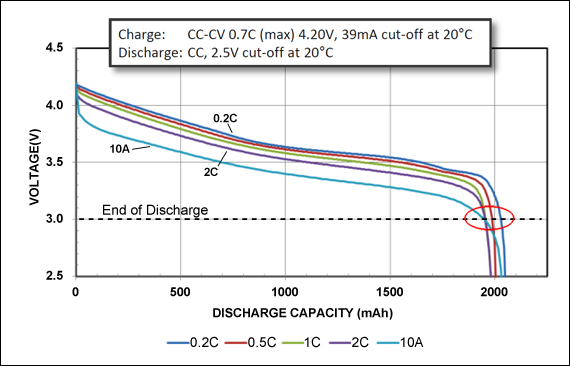 Charge: CC-CV 0.7C (max) 4.20V, 39mA cut-off at 20°C
Discharge: CC, 2.5V cut-off at 20°C
4.5
4.0
3.5
3.0
2.5
VOLTAGE(V)
0.2C
10A
2C
End of Discharge
0
500
1000
1500
2000
DISCHARGE CAPACITY (mAh)
0.2C 0.5C 1C 2C 10A